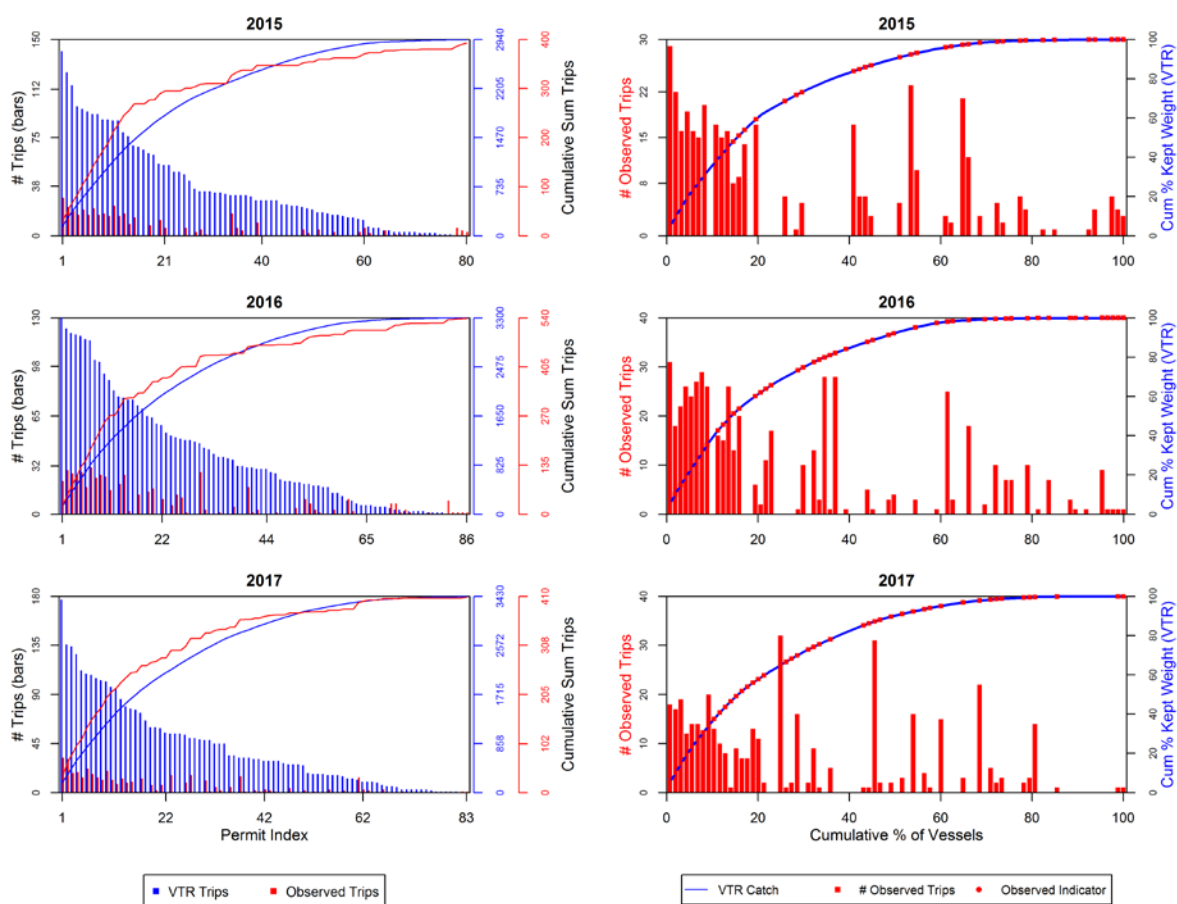 2015
# Trips (bars)
0 38 75 112 150
1 21 40 60 80
0 735 1470 2205 2940
0 100 200 300 400
Cumulative Sum Trips
2015
# Observed Trips
0 8 15 22 30
0 20 40 60 80 100
0 20 40 60 80 100
Cum % Kept Weight (VTR)
2016
# Trips (bars)
0 32 65 98 130
1 22 44 65 86
0 825 1650 2475 3300
0 135 270 405 540
Cumulative Sum Trips
2016
# Observed Trips
0 10 20 30 40
0 20 40 60 80 100
0 20 40 60 80 100
Cum % Kept Weight (VTR)
2017
# Trips (bars)
0 45 90 135 180
1 21 42 62 83
Permit Index
0 858 1715 2572 3430
0 102 205 308 410
Cumulative Sum Trips
2017
# Observed Trips
0 10 20 30 40
0 20 40 60 80 100
Cumulative % of Vessels
0 20 40 60 80 100
Cum % Kept Weight (VTR)
VTR Trips Observed Trips
VTR Catch # Observed Trips Observed Indicator